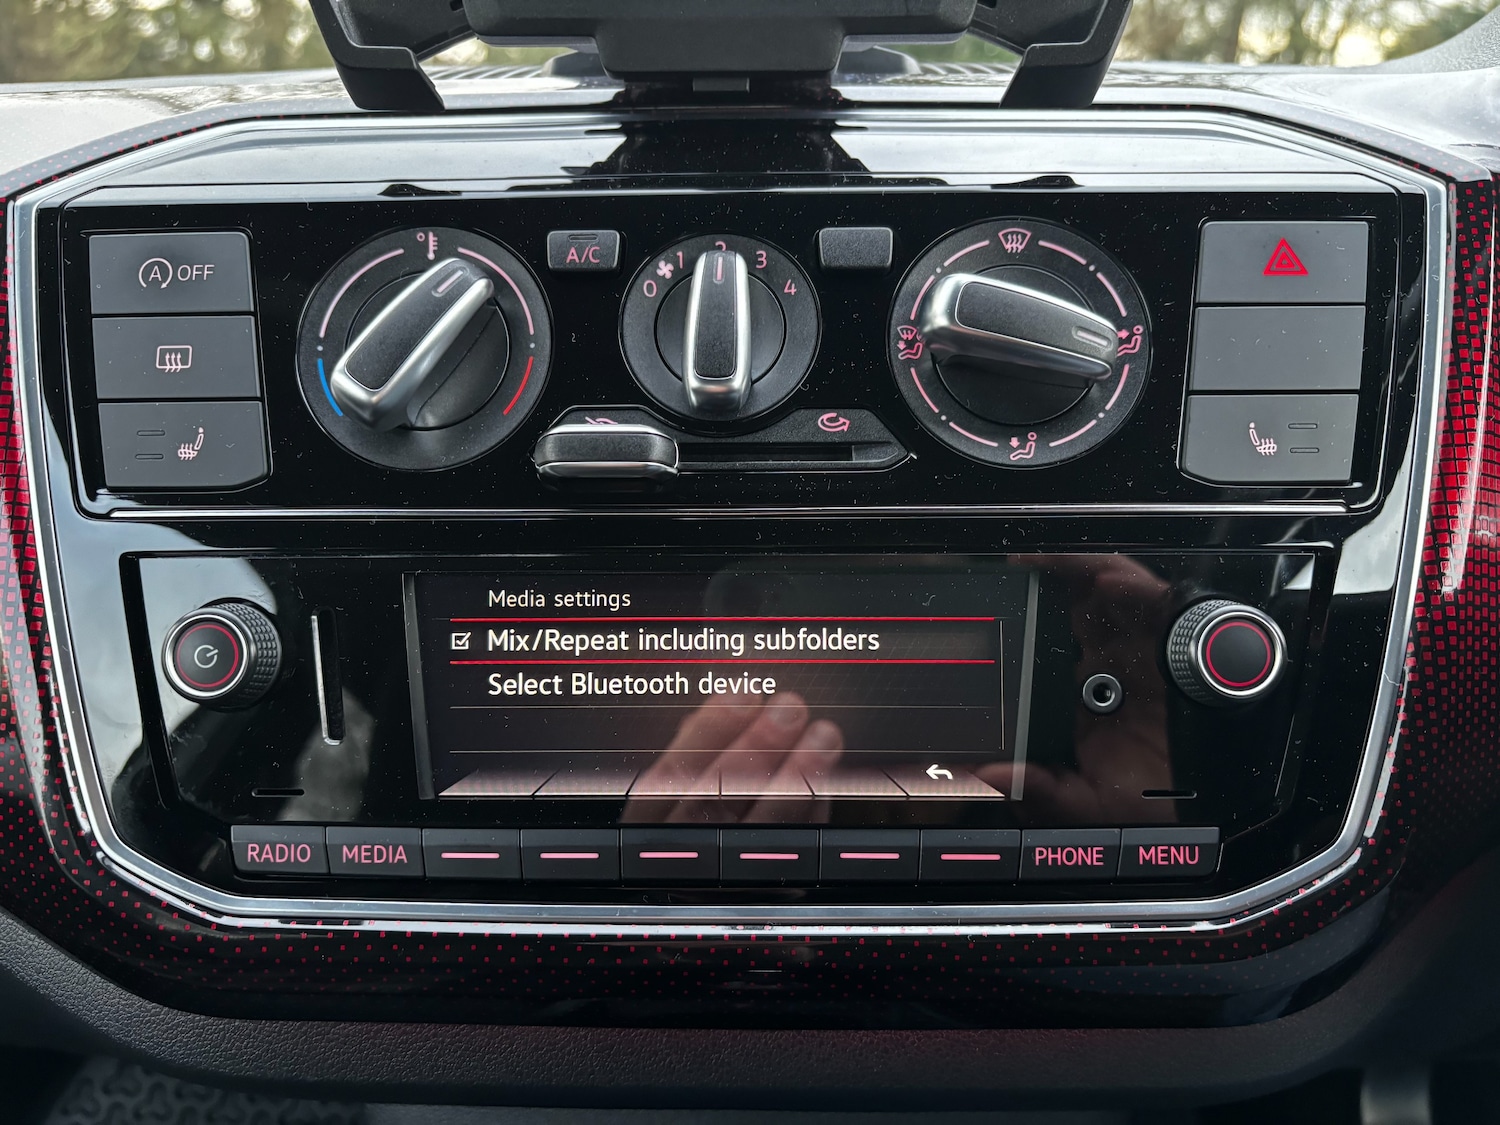 A OFF
A/C
0 1 2 3 4
Media settings
Mix/Repeat including subfolders
Select Bluetooth device
RADIO MEDIA PHONE MENU